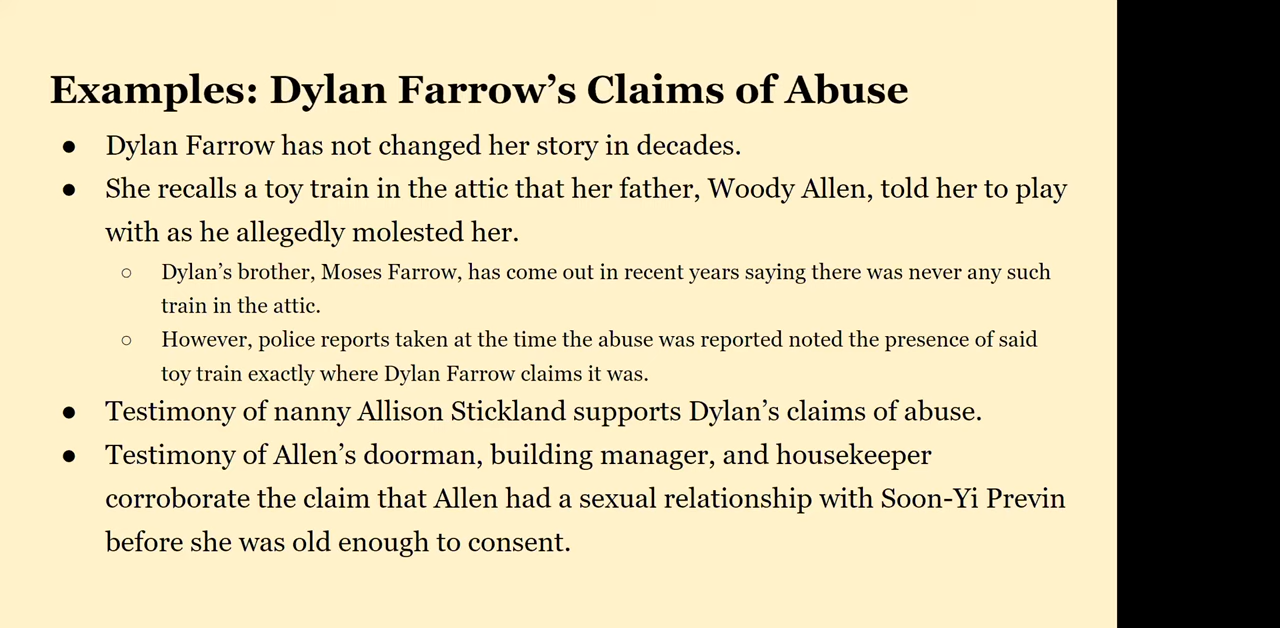 Examples: Dylan Farrow’s Claims of Abuse
● Dylan Farrow has not changed her story in decades.
● She recalls a toy train in the attic that her father, Woody Allen, told her to play
with as he allegedly molested her.
○ Dylan’s brother, Moses Farrow, has come out in recent years saying there was never any such
train in the attic.
○ However, police reports taken at the time the abuse was reported noted the presence of said
toy train exactly where Dylan Farrow claims it was.
● Testimony of nanny Allison Stickland supports Dylan’s claims of abuse.
● Testimony of Allen’s doorman, building manager, and housekeeper
corroborate the claim that Allen had a sexual relationship with Soon-Yi Previn
before she was old enough to consent.